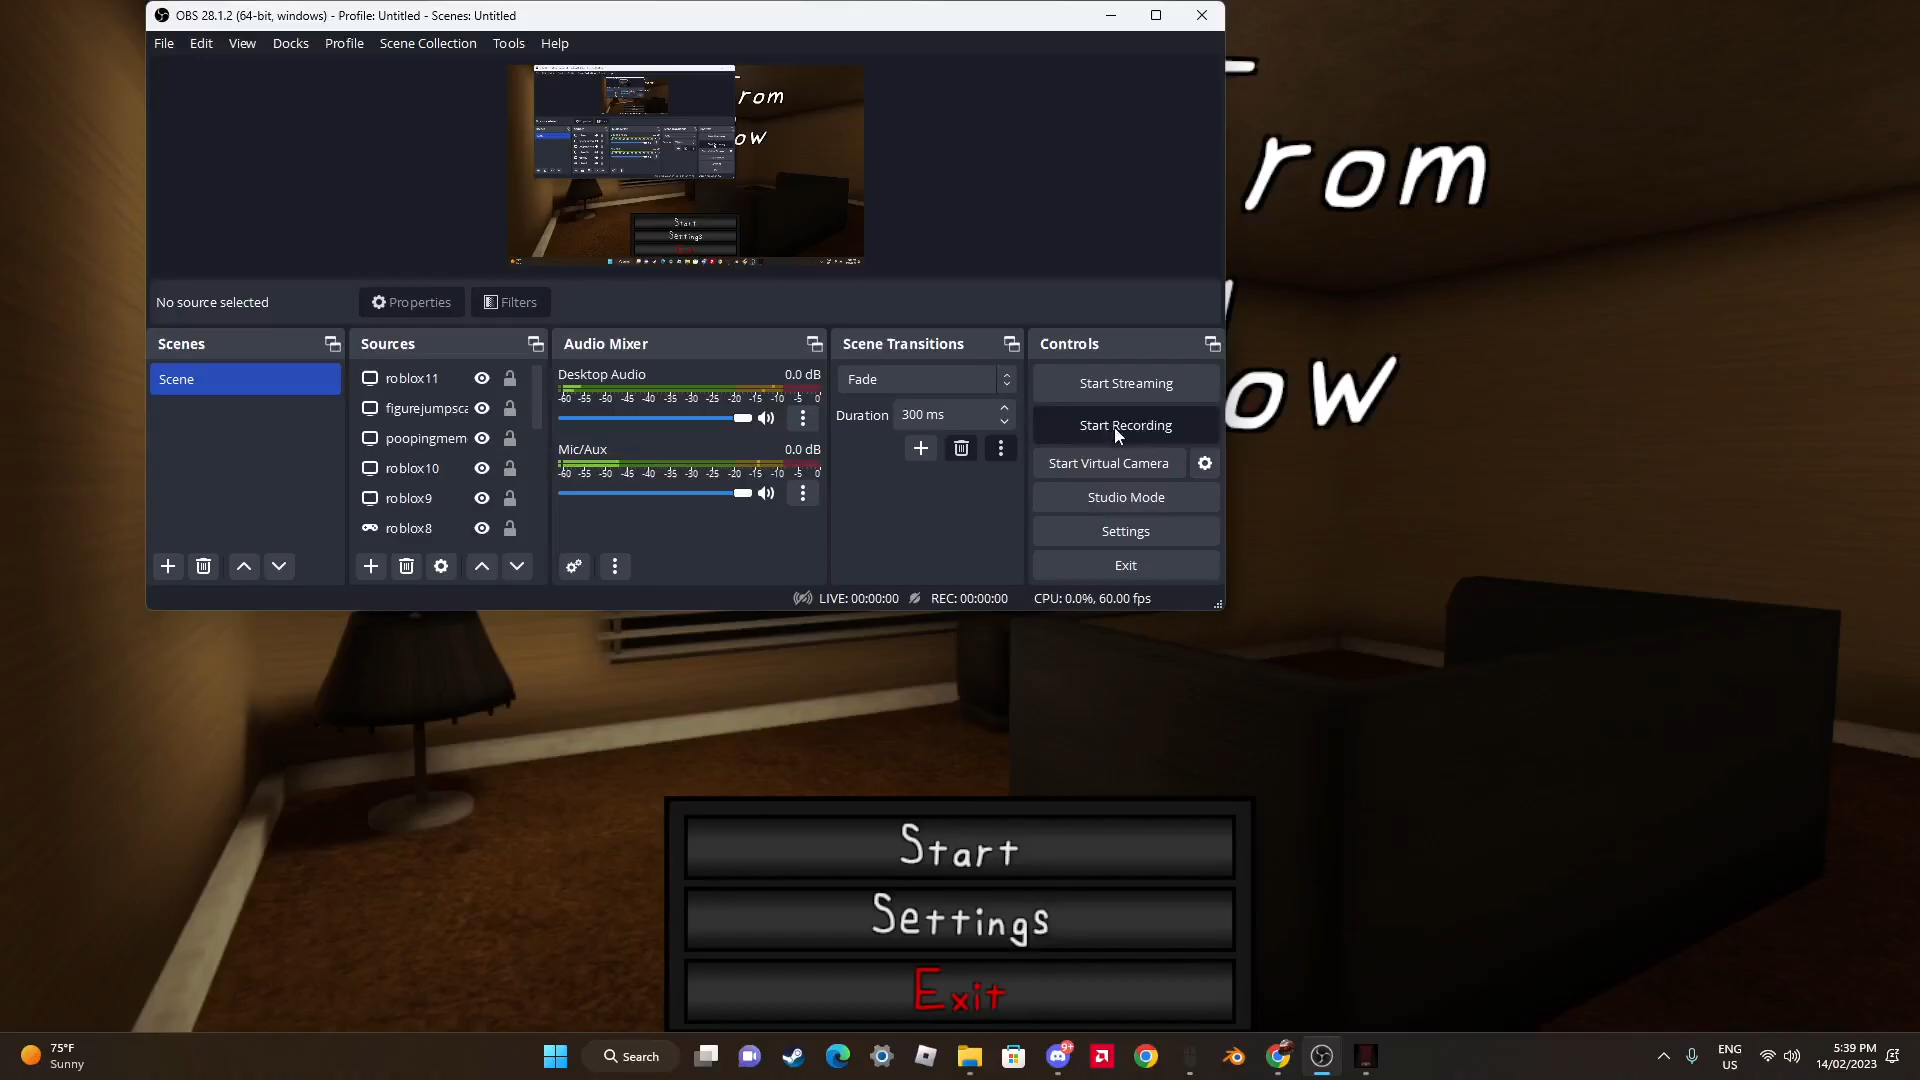 OBS 28.1.2 (64-bit, windows) - Profile: Untitled - Scenes: Untitled
File Edit View Docks Profile Scene Collection Tools Help
rom
ow
Start
Settings
No source selected
Properties
Filters
Scenes
Scene
Sources
roblox11
figurejumpsca
poopingmem
roblox10
roblox9
roblox8
Audio Mixer
Desktop Audio 0.0 dB
-60 -55 -50 -45 -40 -35 -30 -25 -20 -15 -10 -5 0
Mic/Aux 0.0 dB
-60 -55 -50 -45 -40 -35 -30 -25 -20 -15 -10 -5 0
Scene Transitions
Fade
Duration 300 ms
Controls
Start Streaming
Start Recording
Start Virtual Camera
Studio Mode
Settings
Exit
LIVE: 00:00:00 REC: 00:00:00 CPU: 0.0%, 60.00 fps
rom
ow
Start
Settings
Exit
75°F
Sunny
Search
9+
ENG
US
5:39 PM
14/02/2023